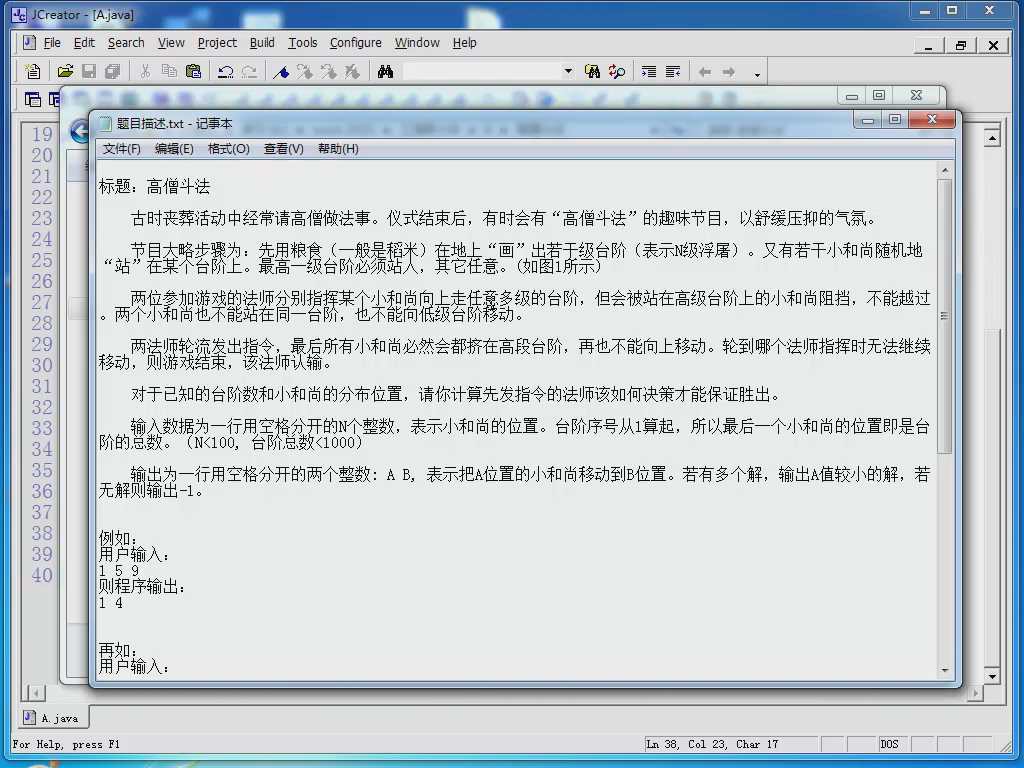 JCreator - [A.java]
File Edit Search View Project Build Tools Configure Window Help
题目描述.txt - 记事本
文件(F) 编辑(E) 格式(O) 查看(V) 帮助(H)
标题：高僧斗法
古时丧葬活动中经常请高僧做法事。仪式结束后，有时会有“高僧斗法”的趣味节目，以舒缓压抑的气氛。
节目大略步骤为：先用粮食（一般是稻米）在地上“画”出若干级台阶（表示N级浮屠）。又有若干小和尚随机地
“站”在某个台阶上。最高一级台阶必须站人，其它任意。(如图1所示)
两位参加游戏的法师分别指挥某个小和尚向上走任意多级的台阶，但会被站在高级台阶上的小和尚阻挡，不能越过
。两个小和尚也不能站在同一台阶，也不能向低级台阶移动。
两法师轮流发出指令，最后所有小和尚必然会都挤在高段台阶，再也不能向上移动。轮到哪个法师指挥时无法继续
移动，则游戏结束，该法师认输。
对于已知的台阶数和小和尚的分布位置，请你计算先发指令的法师该如何决策才能保证胜出。
输入数据为一行用空格分开的N个整数，表示小和尚的位置。台阶序号从1算起，所以最后一个小和尚的位置即是台
阶的总数。（N<100, 台阶总数<1000）
输出为一行用空格分开的两个整数: A B, 表示把A位置的小和尚移动到B位置。若有多个解，输出A值较小的解，若
无解则输出-1。
例如：
用户输入：
1 5 9
则程序输出：
1 4
再如：
用户输入：
19
20
21
22
23
24
25
26
27
28
29
30
31
32
33
34
35
36
37
38
39
40
A.java
For Help, press F1
Ln 38, Col 23, Char 17
DOS